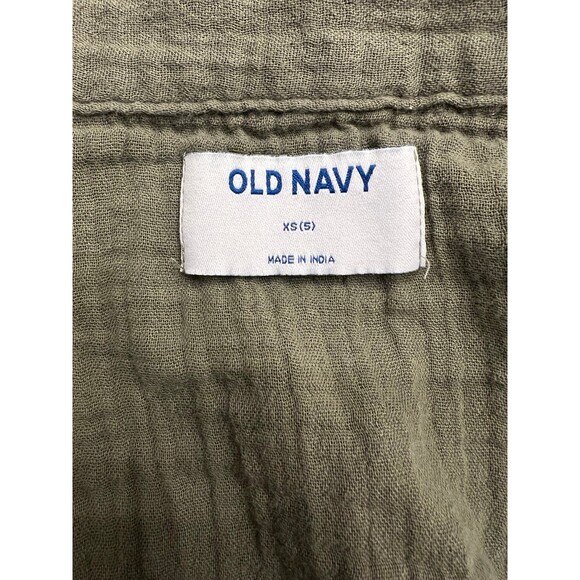 OLD NAVY
XS(5)
MADE IN INDIA